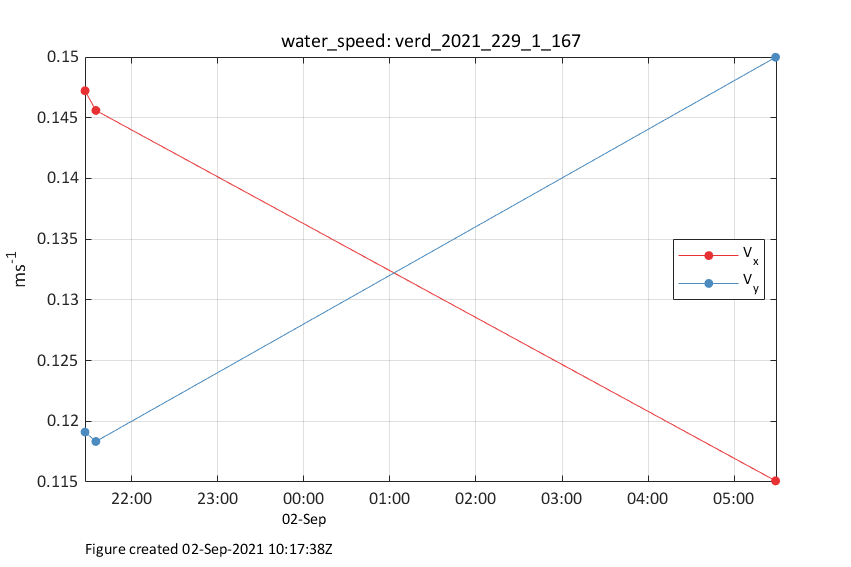 water_speed: verd_2021_229_1_167
0.15
0.145
0.14
0.135
0.13
0.125
0.12
0.115
ms-1
Vx
Vy
22:00 23:00 00:00 01:00 02:00 03:00 04:00 05:00
02-Sep
Figure created 02-Sep-2021 10:17:38Z